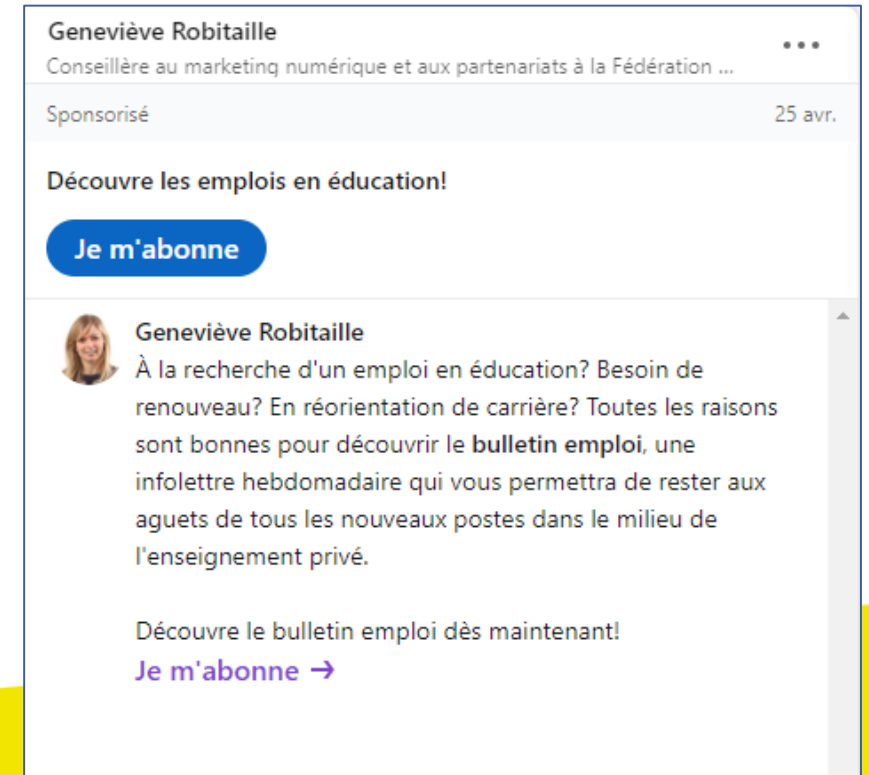 Geneviève Robitaille
Conseillère au marketing numérique et aux partenariats à la Fédération ...
Sponsorisé
25 avr.
Découvre les emplois en éducation!
Je m'abonne
Geneviève Robitaille
À la recherche d'un emploi en éducation? Besoin de
renouveau? En réorientation de carrière? Toutes les raisons
sont bonnes pour découvrir le bulletin emploi, une
infolettre hebdomadaire qui vous permettra de rester aux
aguets de tous les nouveaux postes dans le milieu de
l'enseignement privé.
Découvre le bulletin emploi dès maintenant!
Je m'abonne →